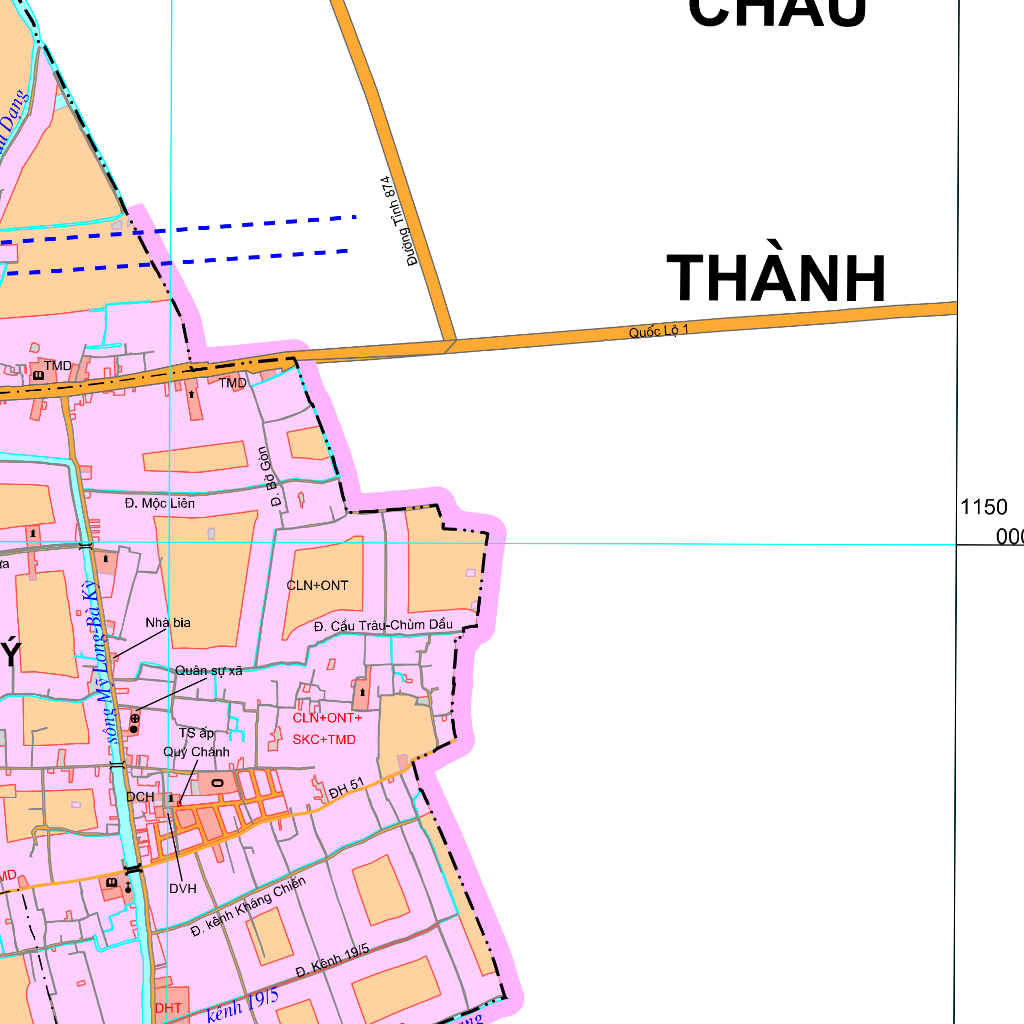 CHÂU
Đường Tỉnh 874
THÀNH
Quốc Lộ 1
TMD
TMD
Đ. Bờ Gòn
Đ. Mộc Liên
1150
000
CLN+ONT
Nhà bia
Đ. Cầu Trâu-Chùm Dầu
sông Mỹ Long-Bà Kỳ
Ý
Quân sự xã
CLN+ONT+
SKC+TMD
TS ấp
Quý Chánh
ĐH 51
DCH
DVH
Đ. kênh Kháng Chiến
Đ. Kênh 19/5
kênh 19/5
DHT